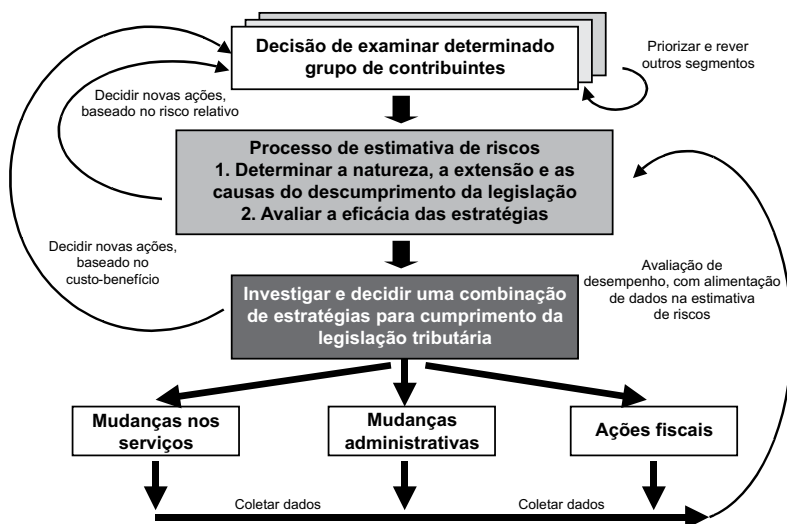 Decisão de examinar determinado
grupo de contribuintes
Priorizar e rever
outros segmentos
Decidir novas ações,
baseado no risco relativo
Processo de estimativa de riscos
1. Determinar a natureza, a extensão e as
causas do descumprimento da legislação
2. Avaliar a eficácia das estratégias
Decidir novas ações,
baseado no
custo-benefício
Avaliação de
desempenho, com alimentação
de dados na estimativa
de riscos
Investigar e decidir uma combinação
de estratégias para cumprimento da
legislação tributária
Mudanças nos
serviços
Mudanças
administrativas
Ações fiscais
Coletar dados
Coletar dados